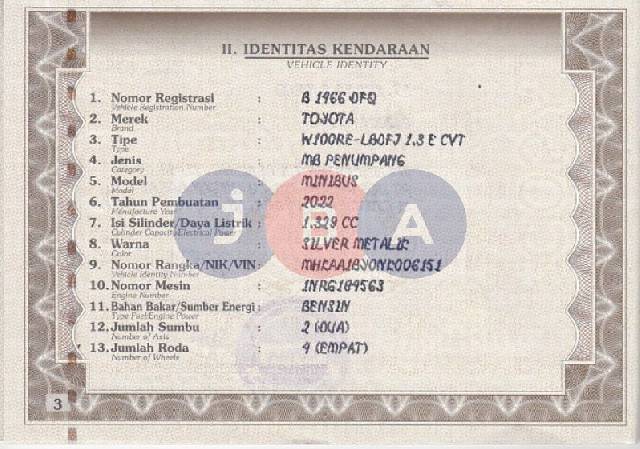 II. IDENTITAS KENDARAAN
VEHICLE IDENTITY
1. Nomor Registrasi : B 1966 DFQ
Vehicle Registration Number
2. Merek : TOYOTA
Brand
3. Tipe : W100RE-LBDFJ 1.3 E CVT
Type
4. Jenis : MB PENUMPANG
Category
5. Model : MINIBUS
Model
6. Tahun Pembuatan : 2022
Manufacture Year
7. Isi Silinder/Daya Listrik : 1.329 CC
Culinder Capacity/Electrical Power
8. Warna : SILVER METALIK
Color
9. Nomor Rangka/NIK/VIN :
Vehicle Identity Number
10. Nomor Mesin :
Engine Number
11. Bahan Bakar/Sumber Energi : BENSIN
Type Fuel/Engine Power
12. Jumlah Sumbu : 2 (DUA)
Number of Axle
13. Jumlah Roda : 4 (EMPAT)
Number of Wheels
JBA
3